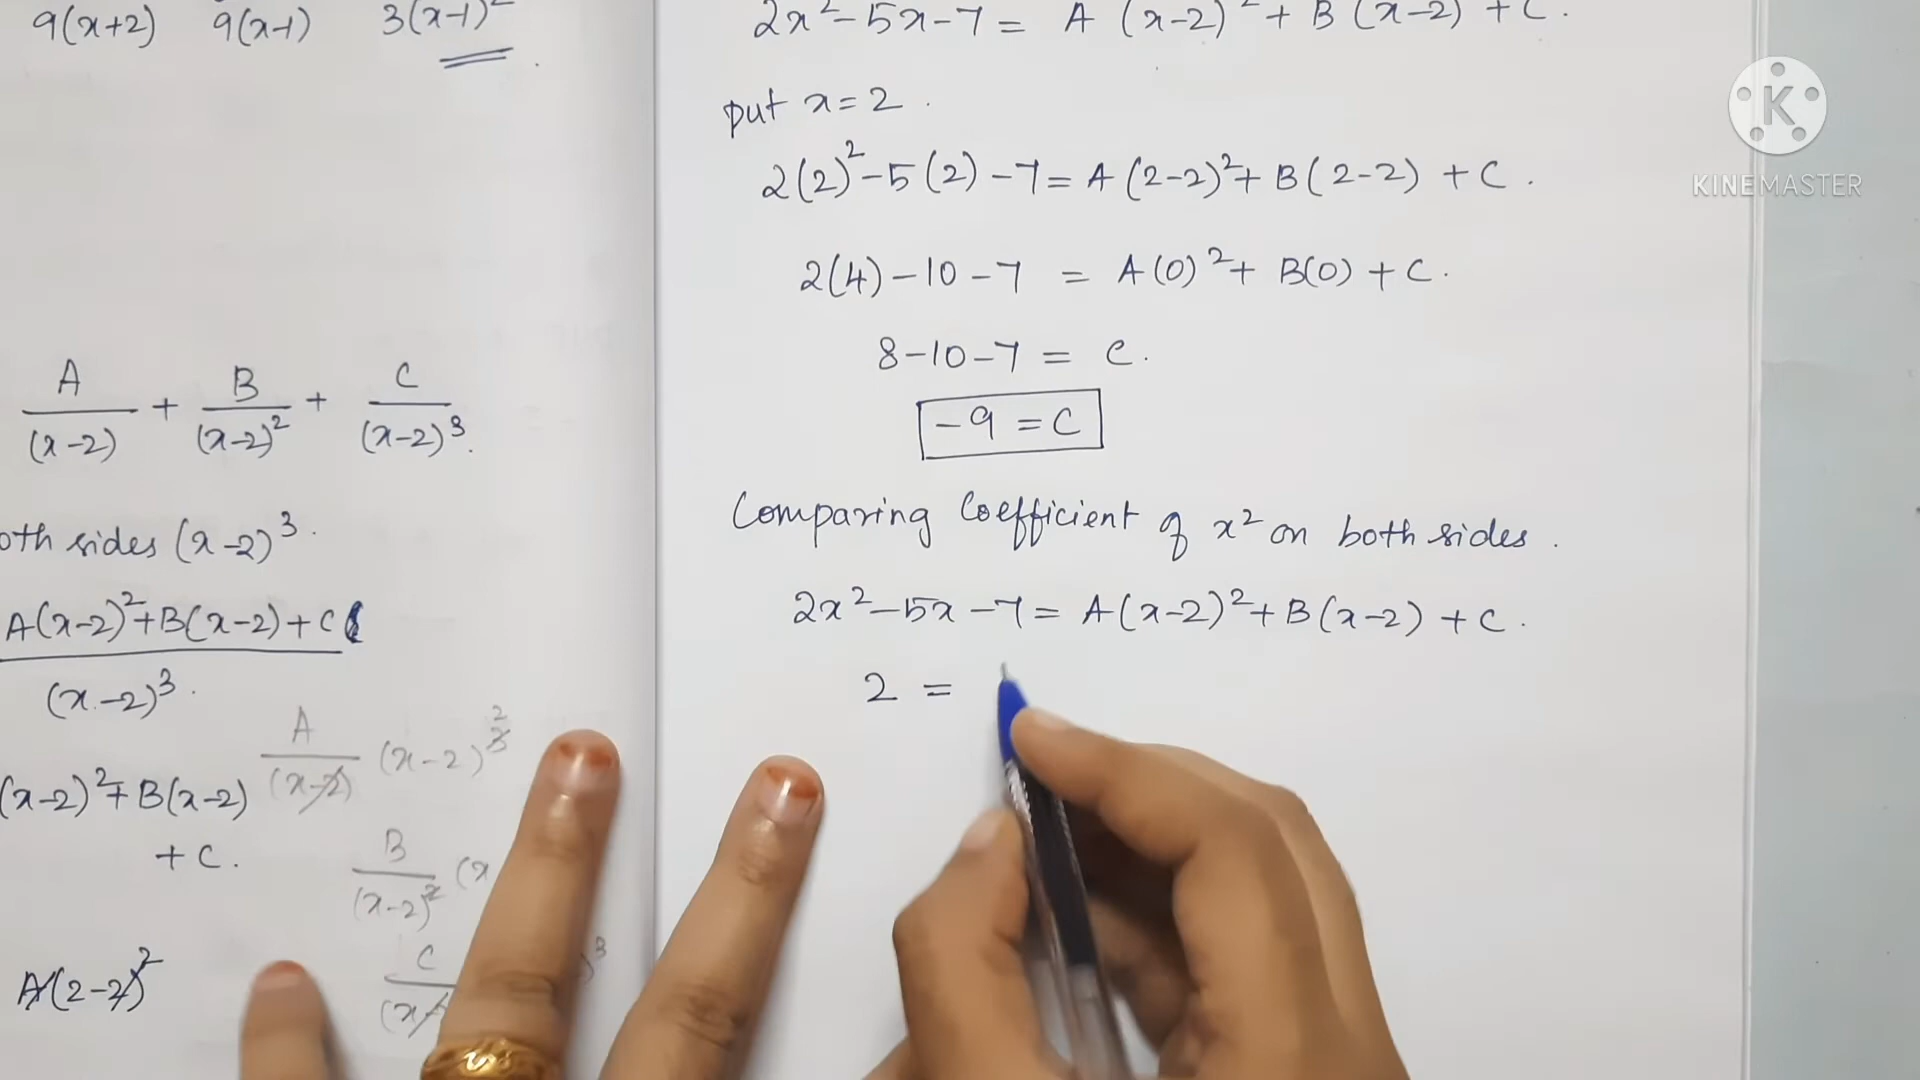 9(x+2) 9(x-1) 3(x-1)²
A/(x-2) + B/(x-2)² + C/(x-2)³.
oth sides (x-2)³.
A(x-2)²+B(x-2)+C
(x-2)³.
(x-2)²+B(x-2)
+C.
A/(x-2) (x-2)³ 2
B/(x-2)² (x
C
(x-
3
A(2-2)²
2x²-5x-7 = A (x-2)² + B (x-2) + C.
put x=2.
2(2)²-5(2)-7 = A(2-2)²+ B(2-2) + C.
2(4)-10-7 = A(0)²+ B(0) + C.
8-10-7 = C.
-9 = C
Comparing Coefficient of x² on both sides.
2x²-5x-7 = A(x-2)²+B(x-2) + C.
2 =
K
KINEMASTER